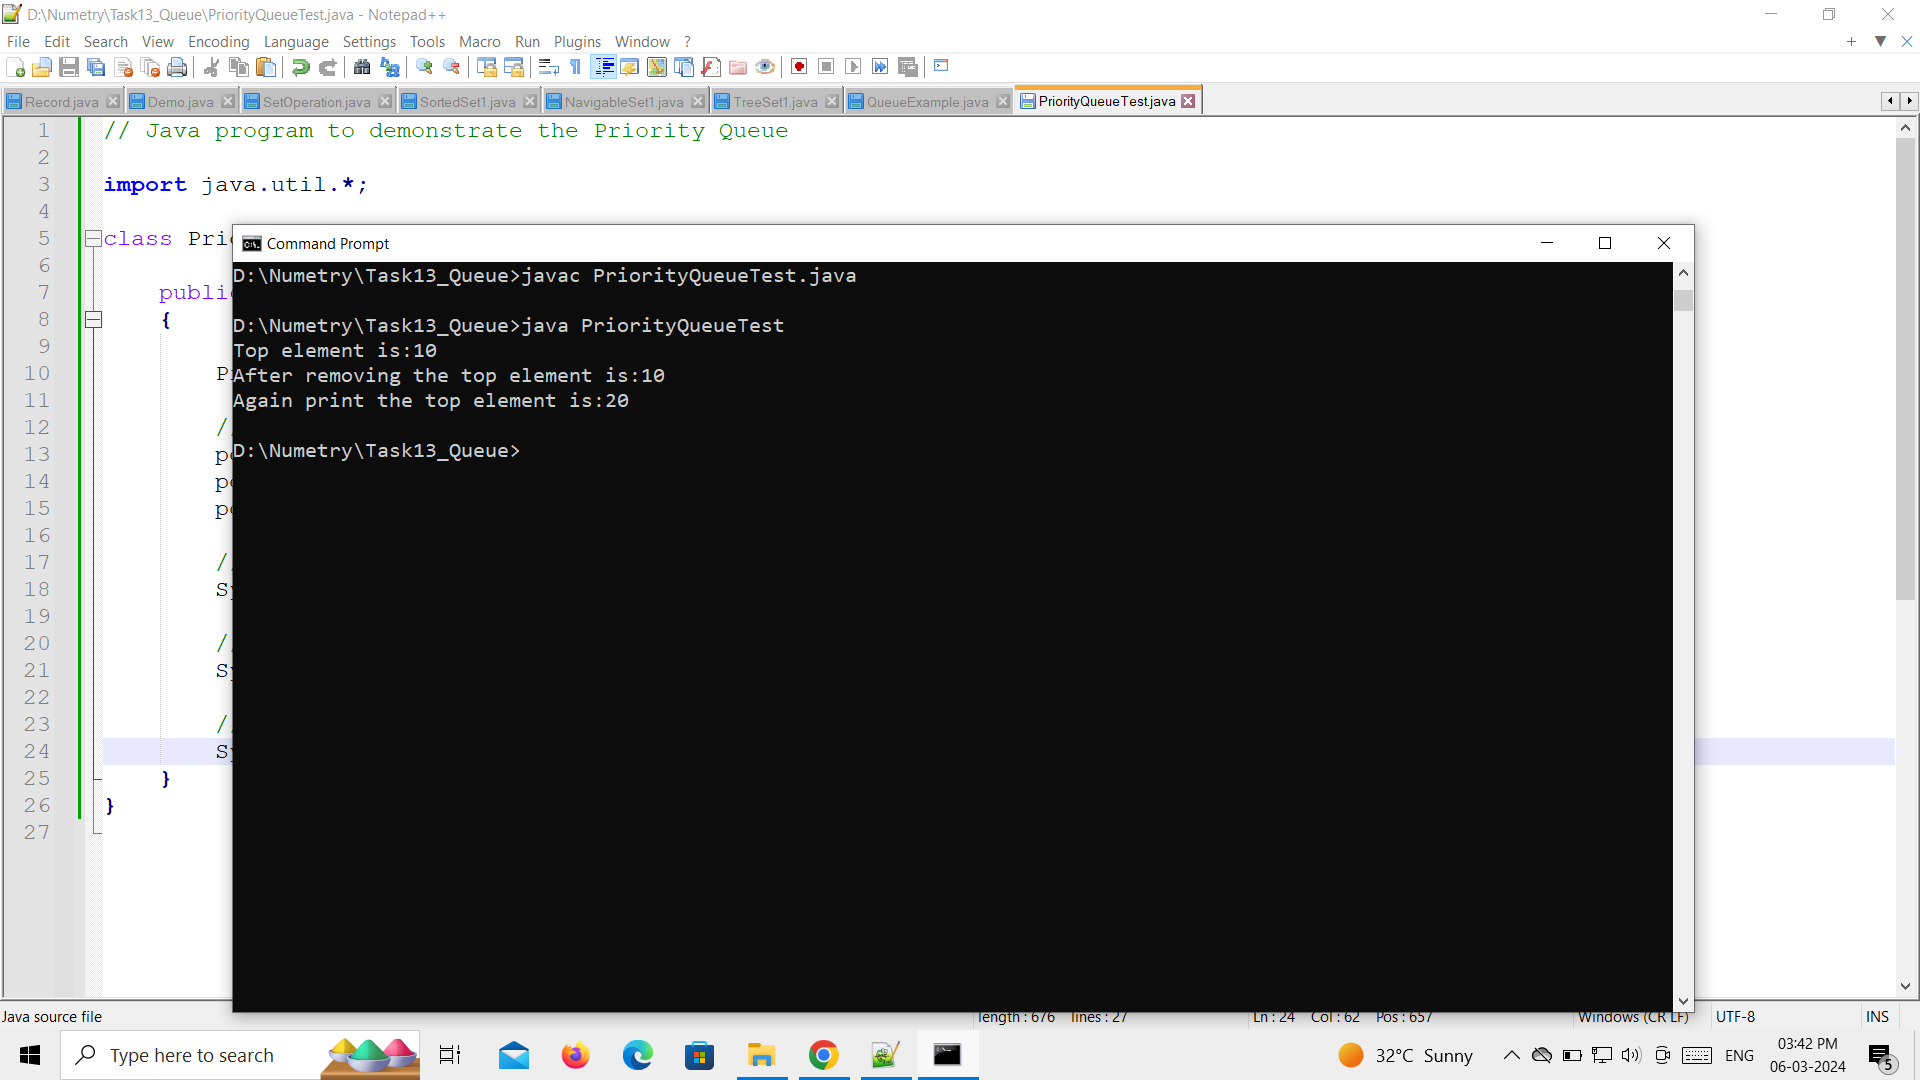 D:\Numetry\Task13_Queue\PriorityQueueTest.java - Notepad++
File Edit Search View Encoding Language Settings Tools Macro Run Plugins Window ?
Record.java Demo.java SetOperation.java SortedSet1.java NavigableSet1.java TreeSet1.java QueueExample.java PriorityQueueTest.java
1 // Java program to demonstrate the Priority Queue
2
3 import java.util.*;
4
5 class Pri
6
7 publi
8 {
9
10 P
11
12 //
13 p
14 p
15 p
16
17 //
18 Sy
19
20 //
21 Sy
22
23 //
24 Sy
25 }
26 }
27
Command Prompt
D:\Numetry\Task13_Queue>javac PriorityQueueTest.java
D:\Numetry\Task13_Queue>java PriorityQueueTest
Top element is:10
After removing the top element is:10
Again print the top element is:20
D:\Numetry\Task13_Queue>
Java source file length : 676 lines : 27 Ln : 24 Col : 62 Pos : 657 Windows (CR LF) UTF-8 INS
Type here to search 32°C Sunny ENG 03:42 PM
06-03-2024 5